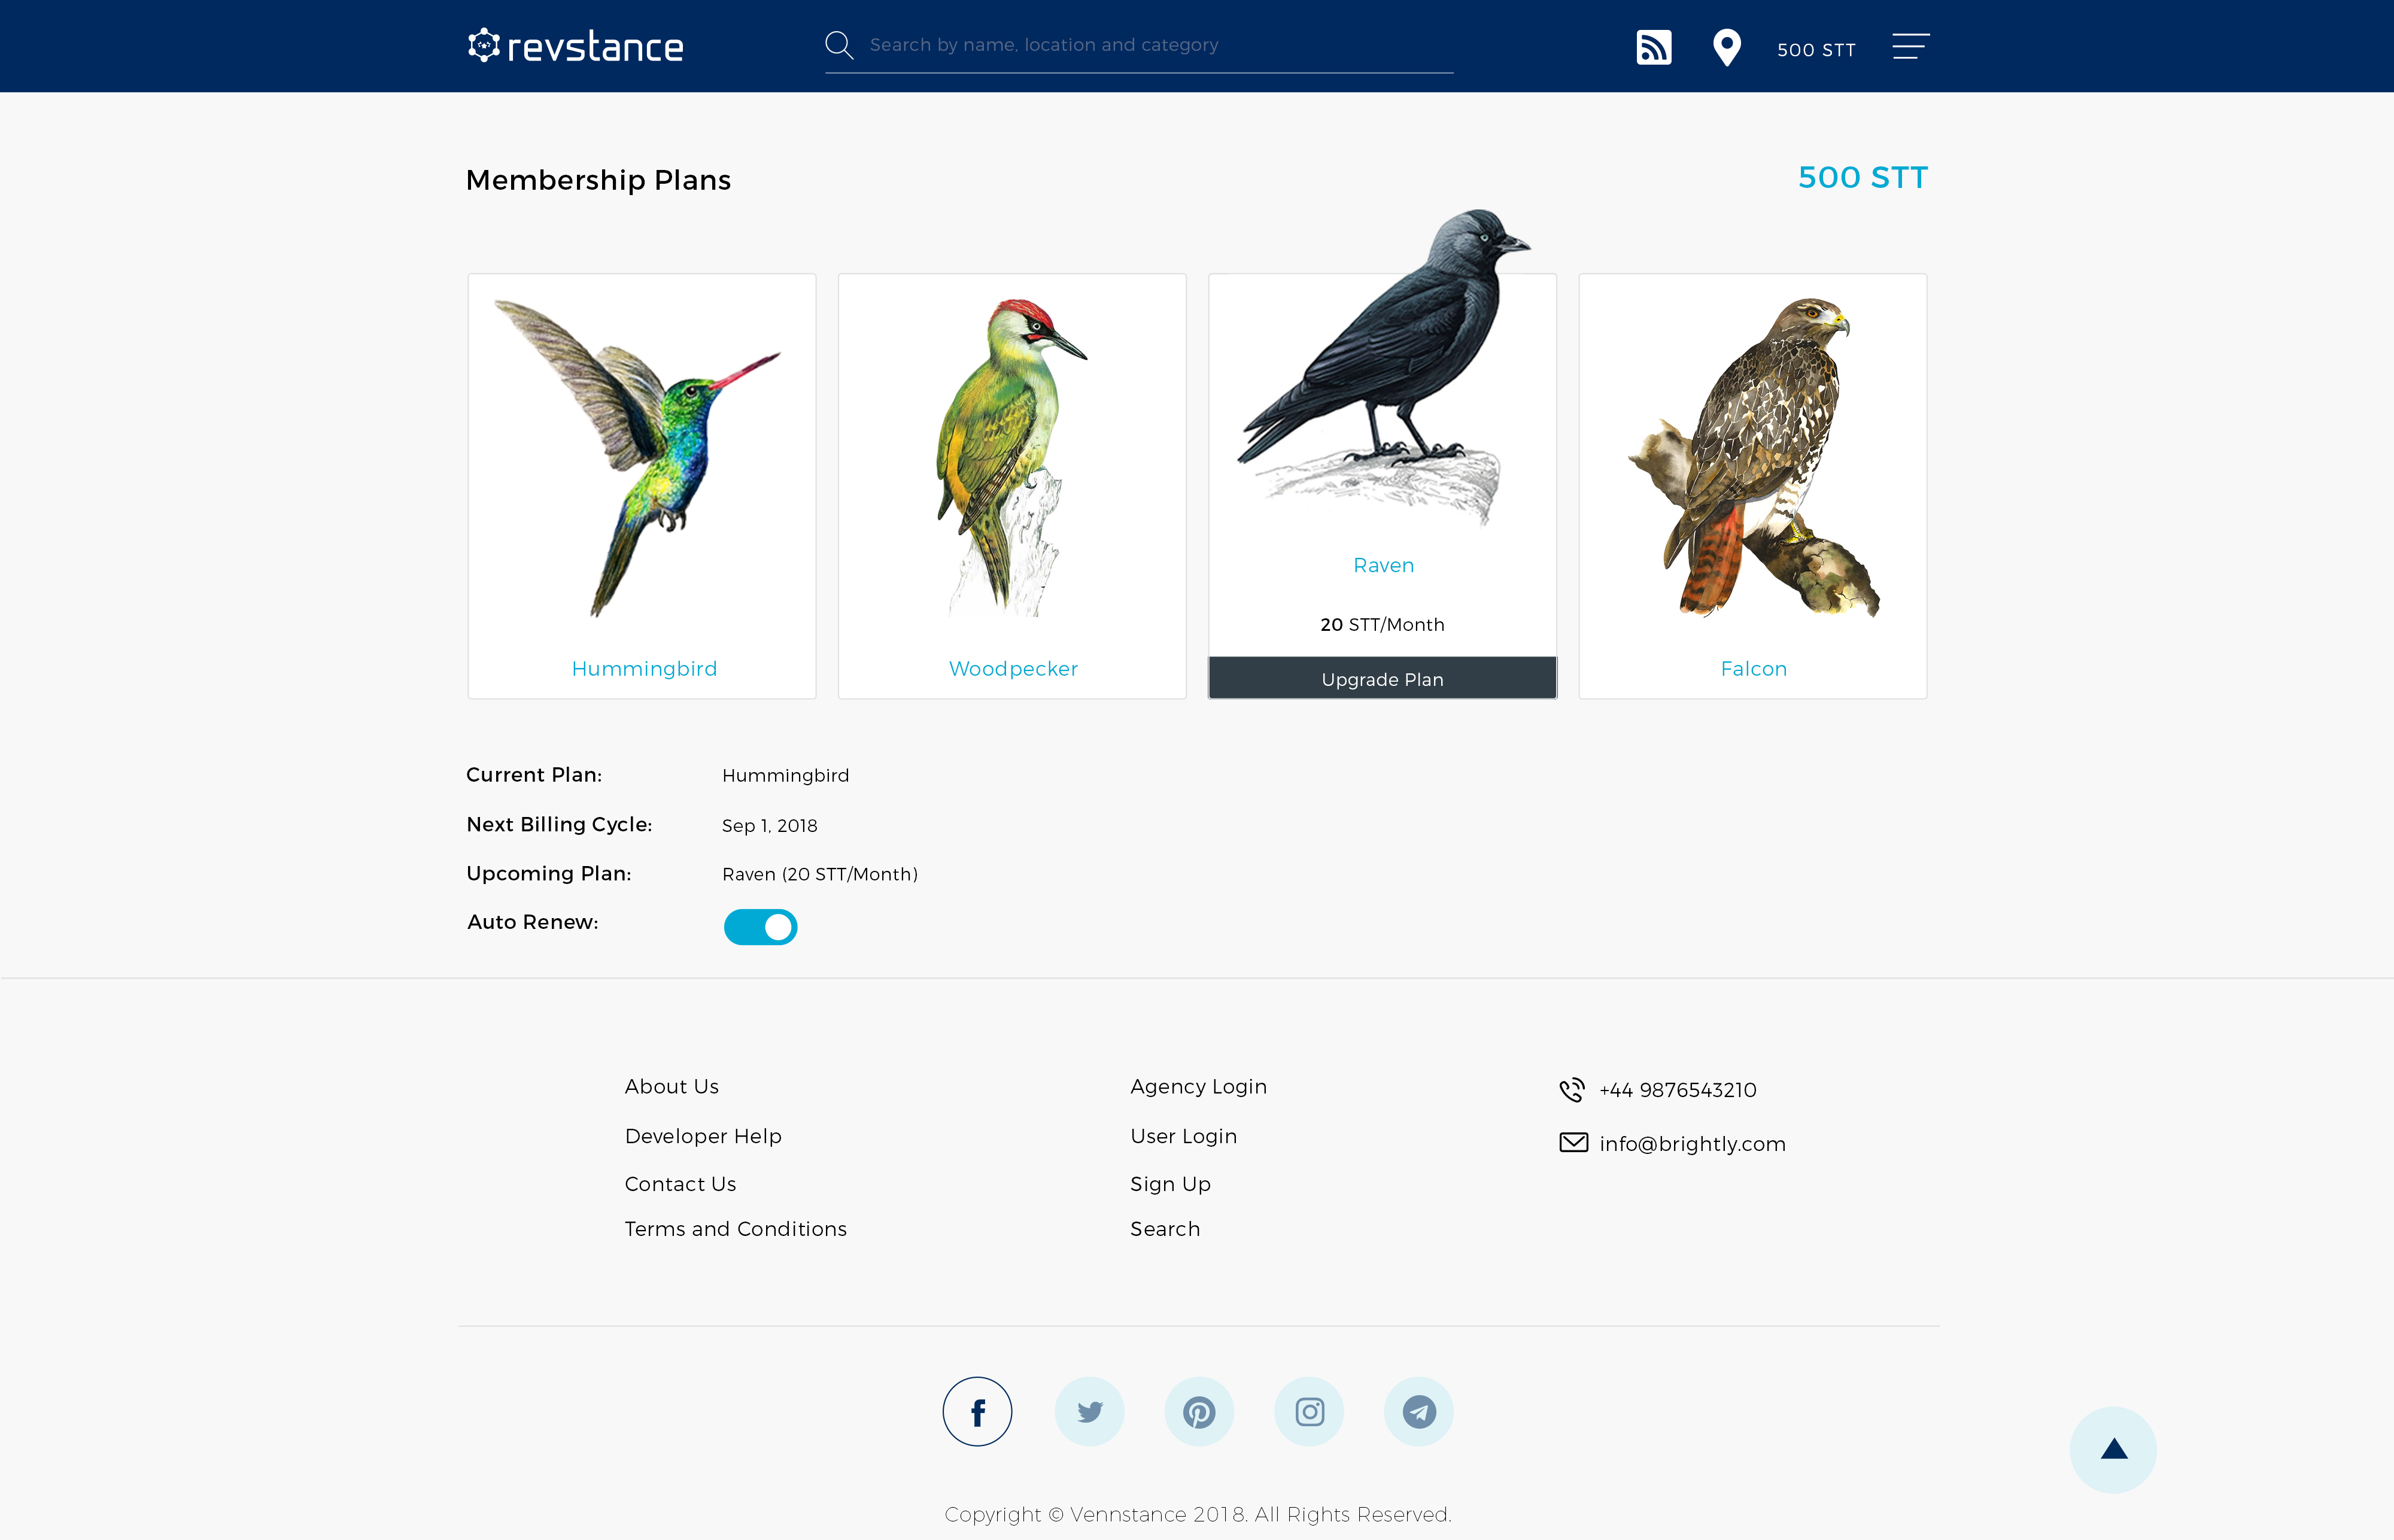 revstance
Search by name, location and category
500 STT
Membership Plans
500 STT
Hummingbird
Woodpecker
Raven
20 STT/Month
Upgrade Plan
Falcon
Current Plan: Hummingbird
Next Billing Cycle: Sep 1, 2018
Upcoming Plan: Raven (20 STT/Month)
Auto Renew:
About Us
Developer Help
Contact Us
Terms and Conditions
Agency Login
User Login
Sign Up
Search
+44 9876543210
info@brightly.com
Copyright © Vennstance 2018. All Rights Reserved.